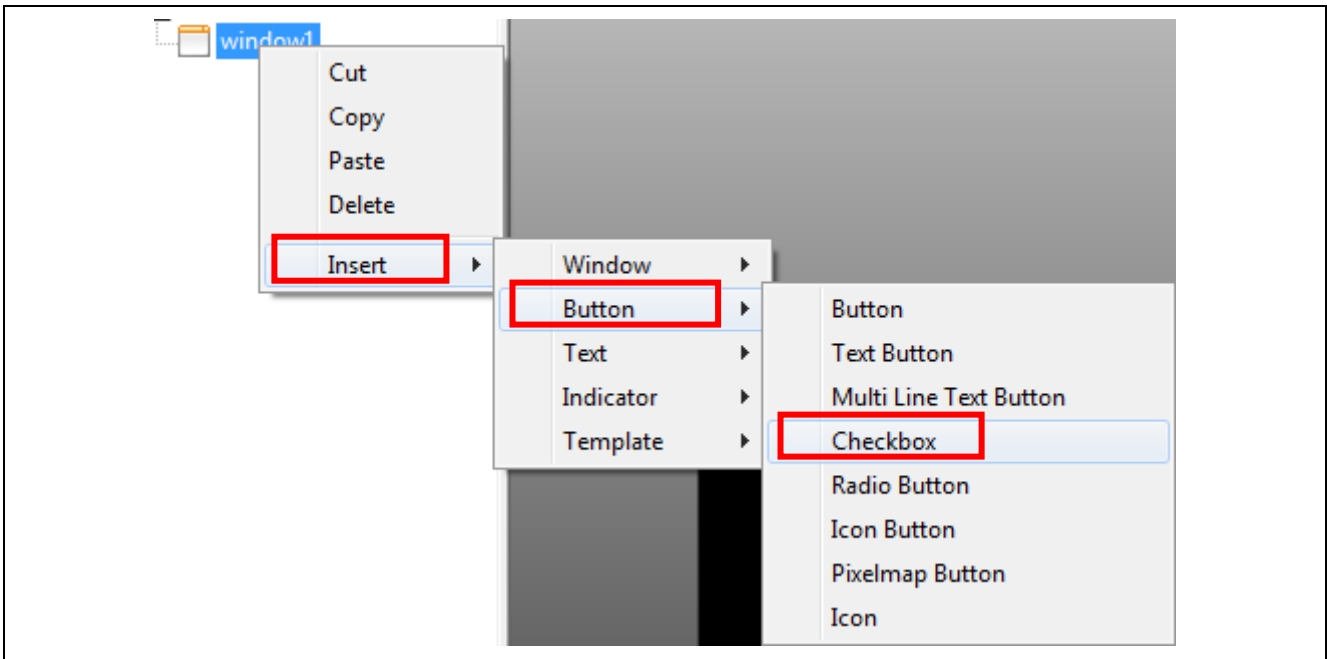 window1
Cut
Copy
Paste
Delete
Insert
Window
Button
Text
Indicator
Template
Button
Text Button
Multi Line Text Button
Checkbox
Radio Button
Icon Button
Pixelmap Button
Icon